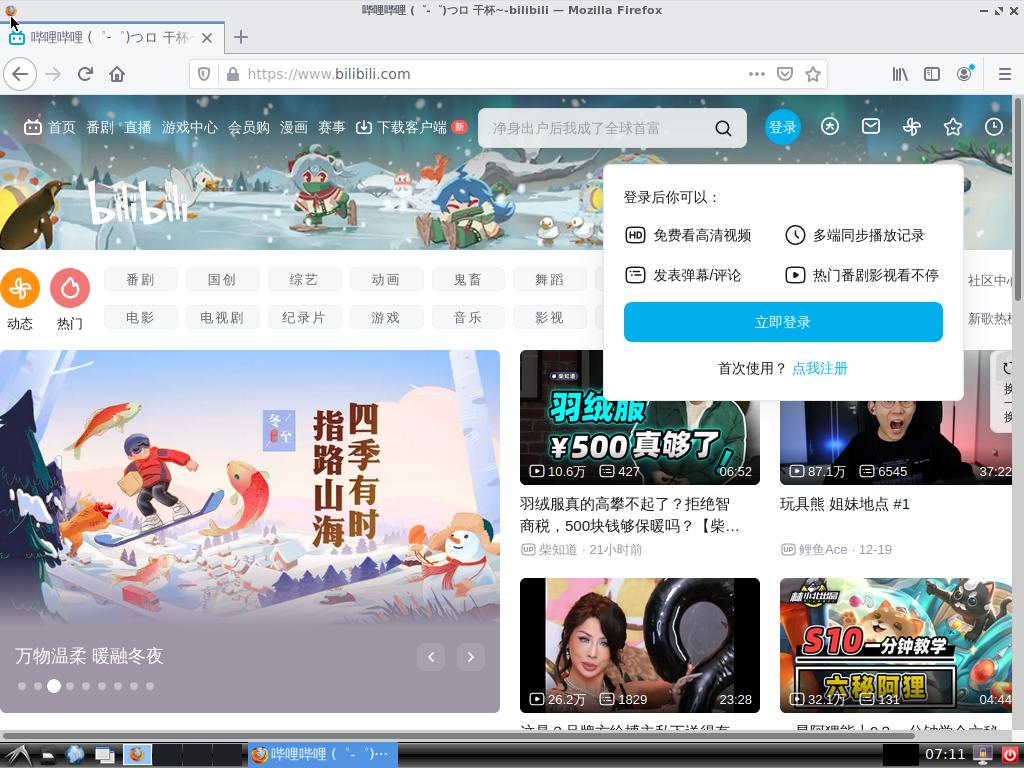 哔哩哔哩 ( ゜- ゜)つロ 干杯~-bilibili — Mozilla Firefox
哔哩哔哩 ( ゜- ゜)つロ 干杯~
https://www.bilibili.com
首页 番剧 直播 游戏中心 会员购 漫画 赛事 下载客户端 新
净身出户后我成了全球首富
登录
bilibili
登录后你可以：
免费看高清视频 多端同步播放记录
发表弹幕/评论 热门番剧影视看不停
立即登录
首次使用？ 点我注册
动态 热门
番剧 国创 综艺 动画 鬼畜 舞蹈 社区中心
电影 电视剧 纪录片 游戏 音乐 影视 新歌热榜
四季有时
指路山海
冬至
万物温柔 暖融冬夜
柴知道
羽绒服
¥500真够了
10.6万 427 06:52
羽绒服真的高攀不起了？拒绝智
商税，500块钱够保暖吗？【柴…
UP 柴知道 · 21小时前
87.1万 6545 37:22
玩具熊 姐妹地点 #1
UP 鲤鱼Ace · 12-19
换一换
26.2万 1829 23:28
林小北出品
S10一分钟教学
六秘阿狸
32.1万 131 04:44
哔哩哔哩 ( ゜- ゜)…
07:11